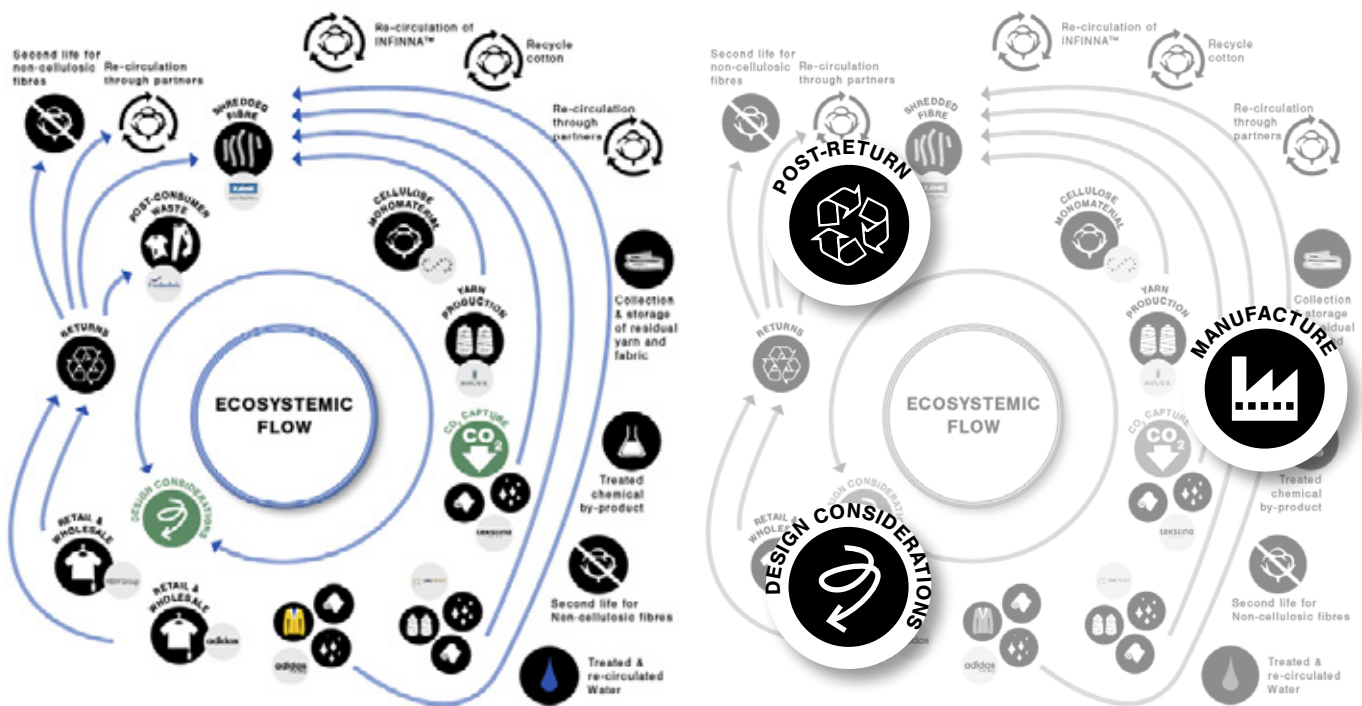 Re-circulation of
INFINNA™
Recycle
cotton
Second life for
non-cellulosic
fibres
Re-circulation
through partners
SHREDDED
FIBRE
Re-circulation
through
partners
POST-CONSUMER
WASTE
CELLULOSE
MONOMATERIAL
YARN
PRODUCTION
Collection
& storage
of residual
yarn and
fabric
RETURNS
ECOSYSTEMIC
FLOW
CO2 CAPTURE
CO2
Treated
chemical
by-product
DESIGN CONSIDERATIONS
RETAIL &
WHOLESALE
RETAIL &
WHOLESALE
adidas
adidas
Second life for
Non-cellulosic fibres
Treated &
re-circulated
Water
Re-circulation of
INFINNA™
Recycle
cotton
Second life for
non-cellulosic
fibres
Re-circulation
through partners
SHREDDED
FIBRE
Re-circulation
through
partners
POST-RETURN
CELLULOSE
MONOMATERIAL
YARN
PRODUCTION
Collection
storage
MANUFACTURE
RETURNS
ECOSYSTEMIC
FLOW
CO2 CAPTURE
CO2
Treated
chemical
by-product
DESIGN CONSIDERATIONS
RETAIL &
DESIGN CONSIDERATIONS
adidas
Second life for
Non-cellulosic fibres
Treated &
re-circulated
Water